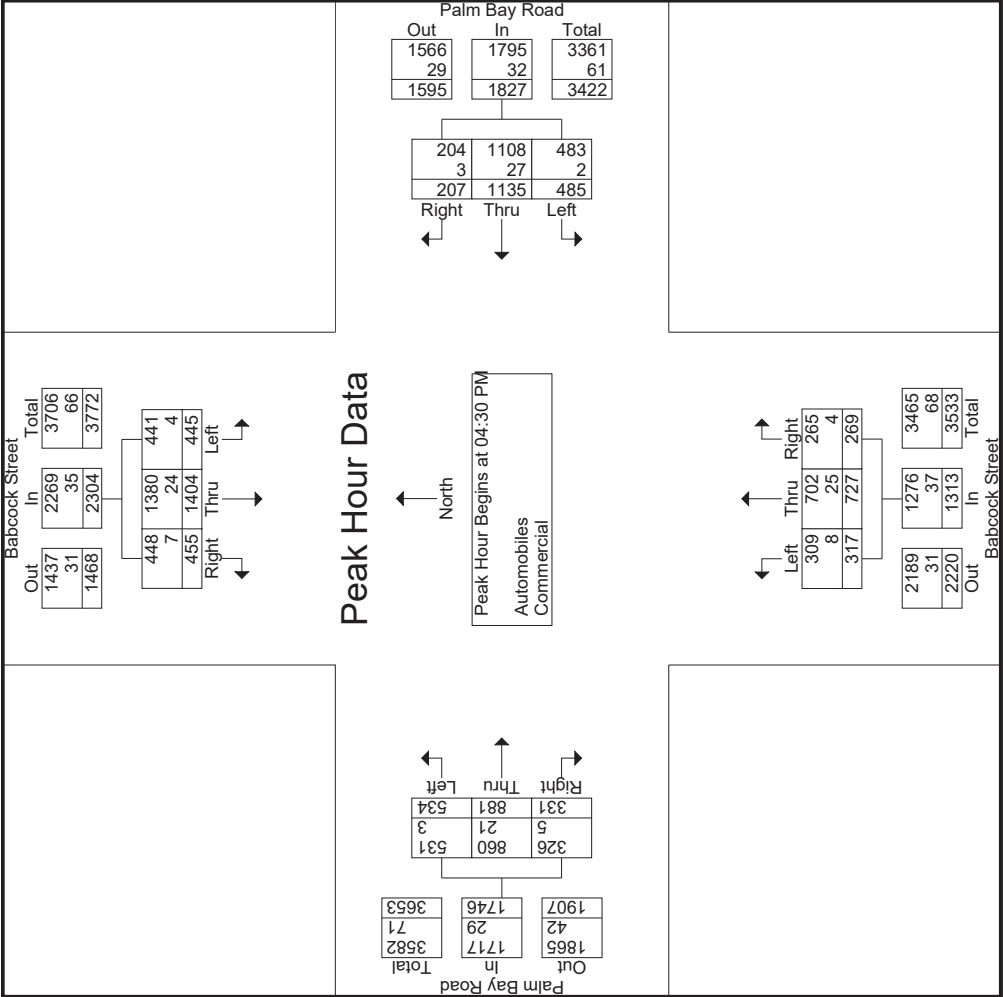 Palm Bay Road
Out In Total
1566 1795 3361
29 32 61
1595 1827 3422
204 1108 483
3 27 2
207 1135 485
Right Thru Left
Babcock Street
Out In Total
1437 2269 3706
31 35 66
1468 2304 3772
448 1380 441
7 24 4
455 1404 445
Right Thru Left
Peak Hour Data
North
Peak Hour Begins at 04:30 PM
Automobiles
Commercial
Left Thru Right
309 702 265
8 25 4
317 727 269
2189 1276 3465
31 37 68
2220 1313 3533
Out In Total
Babcock Street
Left Thru Right
534 881 331
3 21 5
531 860 326
3653 1746 1907
71 29 42
3582 1717 1865
Total In Out
Palm Bay Road